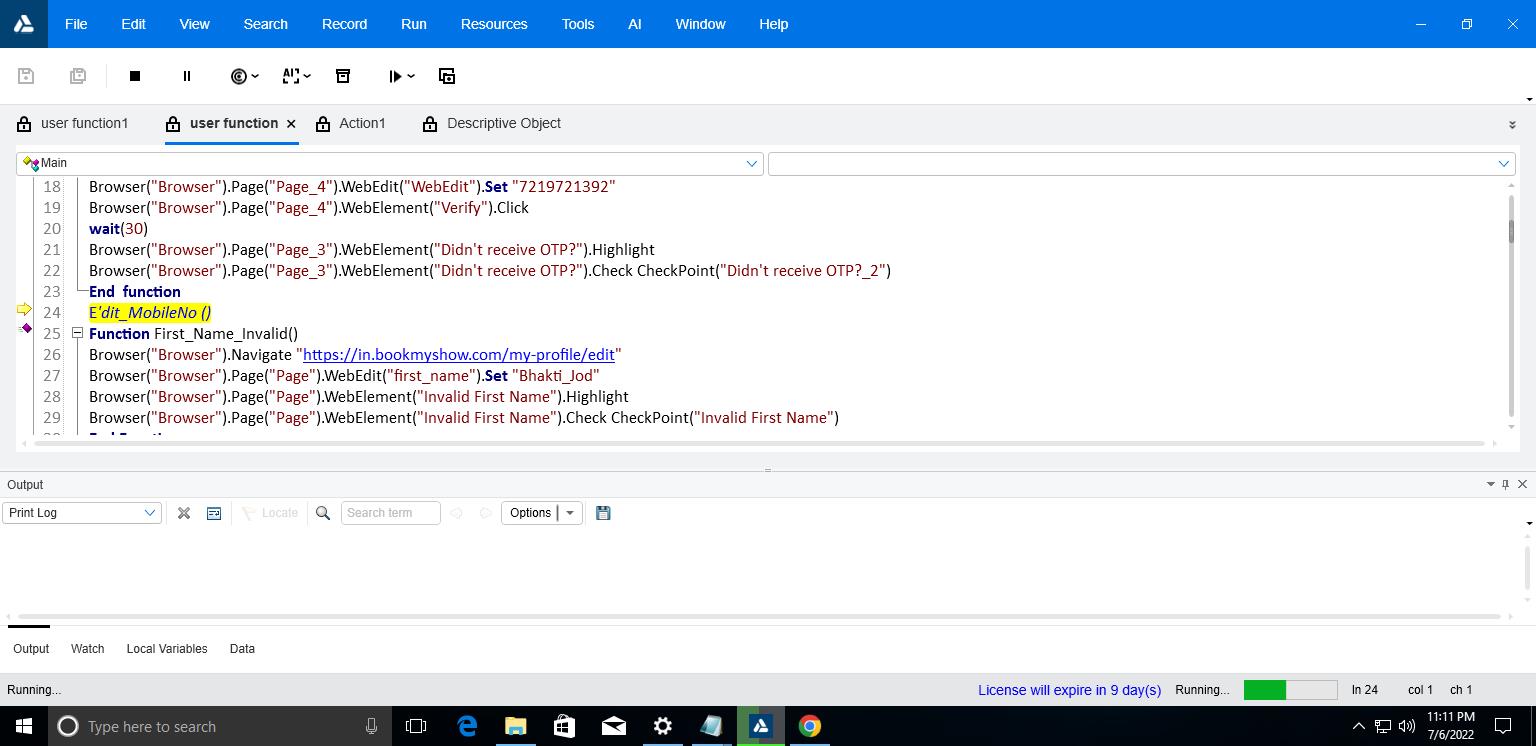 File Edit View Search Record Run Resources Tools AI Window Help
user function1 user function Action1 Descriptive Object
Main
18 Browser("Browser").Page("Page_4").WebEdit("WebEdit").Set "7219721392"
19 Browser("Browser").Page("Page_4").WebElement("Verify").Click
20 wait(30)
21 Browser("Browser").Page("Page_3").WebElement("Didn't receive OTP?").Highlight
22 Browser("Browser").Page("Page_3").WebElement("Didn't receive OTP?").Check CheckPoint("Didn't receive OTP?_2")
23 End function
24 E'dit_MobileNo ()
25 Function First_Name_Invalid()
26 Browser("Browser").Navigate "https://in.bookmyshow.com/my-profile/edit"
27 Browser("Browser").Page("Page").WebEdit("first_name").Set "Bhakti_Jod"
28 Browser("Browser").Page("Page").WebElement("Invalid First Name").Highlight
29 Browser("Browser").Page("Page").WebElement("Invalid First Name").Check CheckPoint("Invalid First Name")
Output
Print Log Locate Search term Options
Output Watch Local Variables Data
Running... License will expire in 9 day(s) Running... ln 24 col 1 ch 1
Type here to search
11:11 PM
7/6/2022